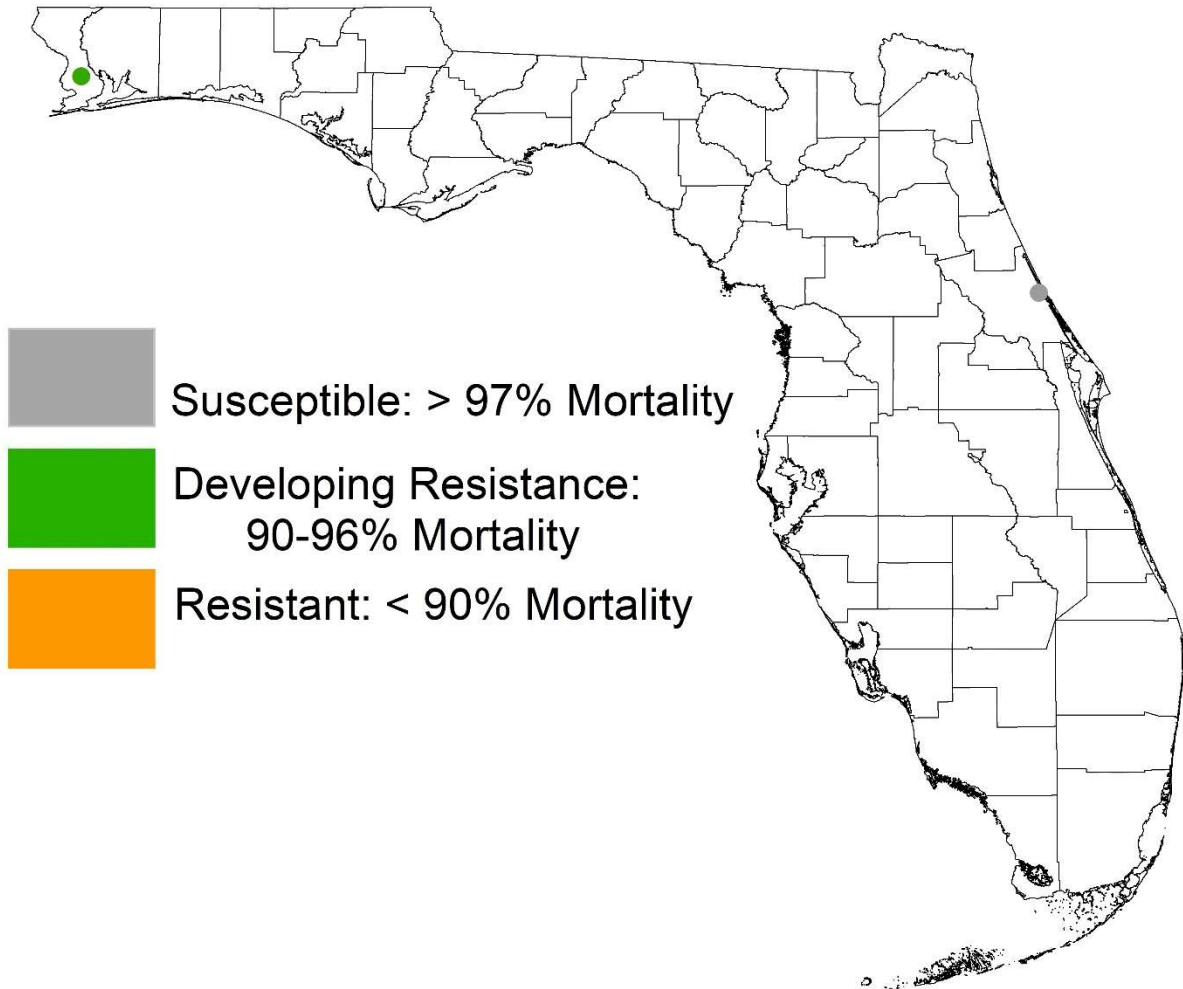 Susceptible: > 97% Mortality
Developing Resistance:
90-96% Mortality
Resistant: < 90% Mortality